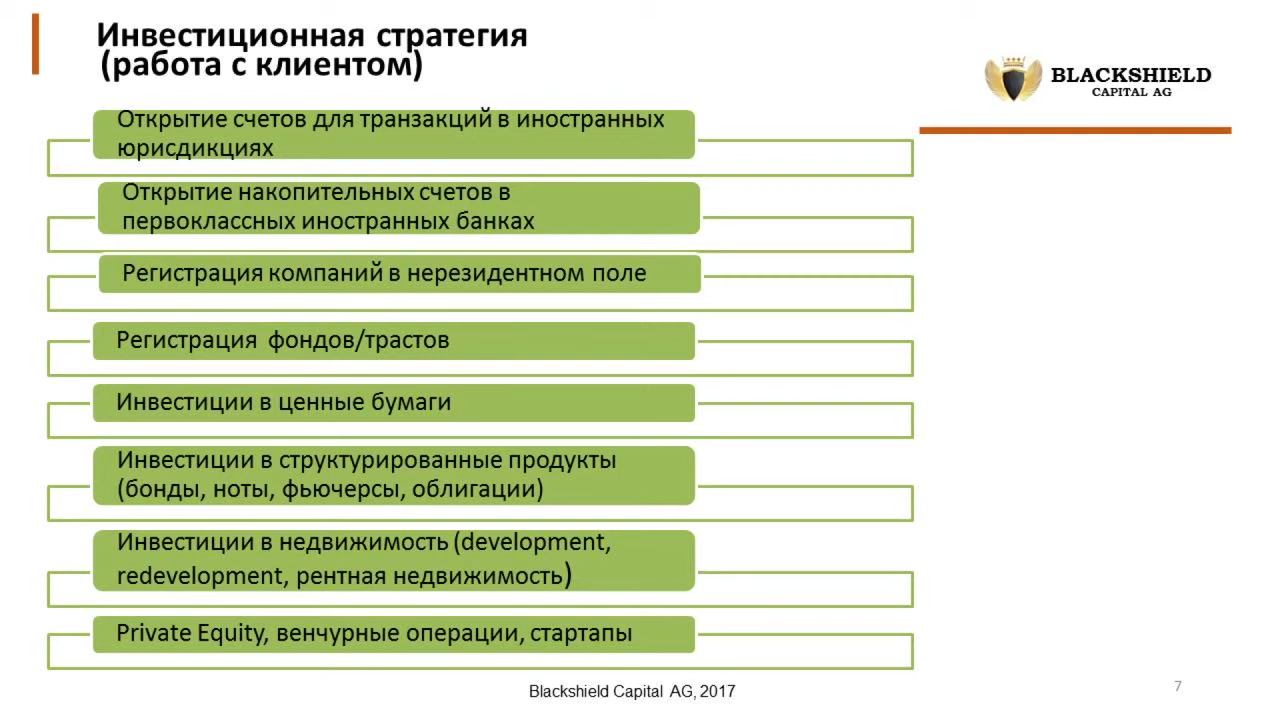 Инвестиционная стратегия
(работа с клиентом)
BLACKSHIELD
CAPITAL AG
Открытие счетов для транзакций в иностранных
юрисдикциях
Открытие накопительных счетов в
первоклассных иностранных банках
Регистрация компаний в нерезидентном поле
Регистрация фондов/трастов
Инвестиции в ценные бумаги
Инвестиции в структурированные продукты
(бонды, ноты, фьючерсы, облигации)
Инвестиции в недвижимость (development,
redevelopment, рентная недвижимость)
Private Equity, венчурные операции, стартапы
Blackshield Capital AG, 2017
7